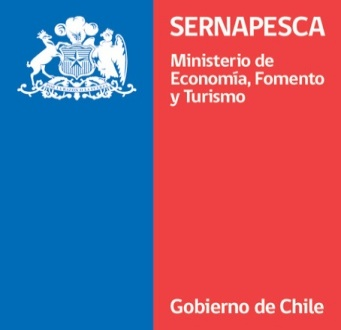 SERNAPESCA
Ministerio de
Economía, Fomento
y Turismo
Gobierno de Chile